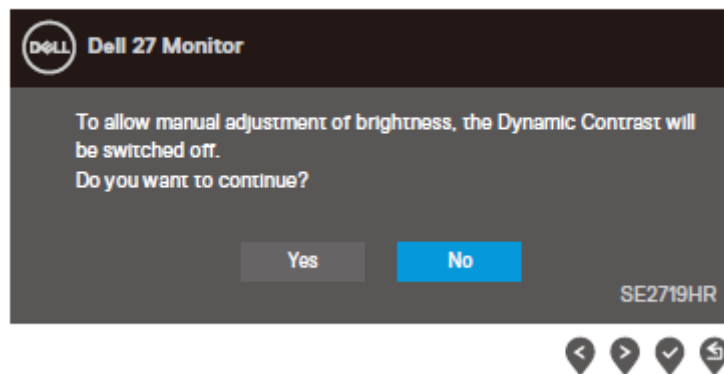 DELL Dell 27 Monitor
To allow manual adjustment of brightness, the Dynamic Contrast will
be switched off.
Do you want to continue?
Yes No
SE2719HR